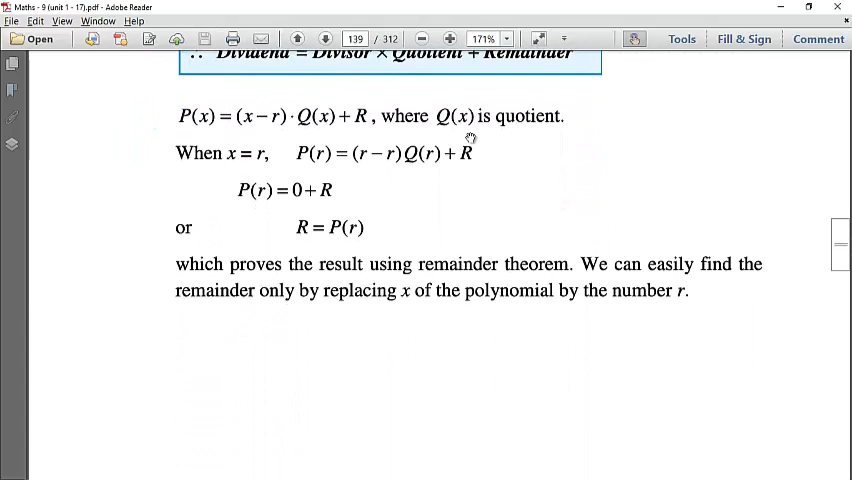 Maths - 9 (unit 1 - 17).pdf - Adobe Reader
File Edit View Window Help
Open 139 / 312 171% Tools Fill & Sign Comment
∴ Dividend = Divisor × Quotient + Remainder
P(x) = (x − r) · Q(x) + R , where Q(x) is quotient.
When x = r, P(r) = (r − r)Q(r) + R
P(r) = 0 + R
or R = P(r)
which proves the result using remainder theorem. We can easily find the
remainder only by replacing x of the polynomial by the number r.